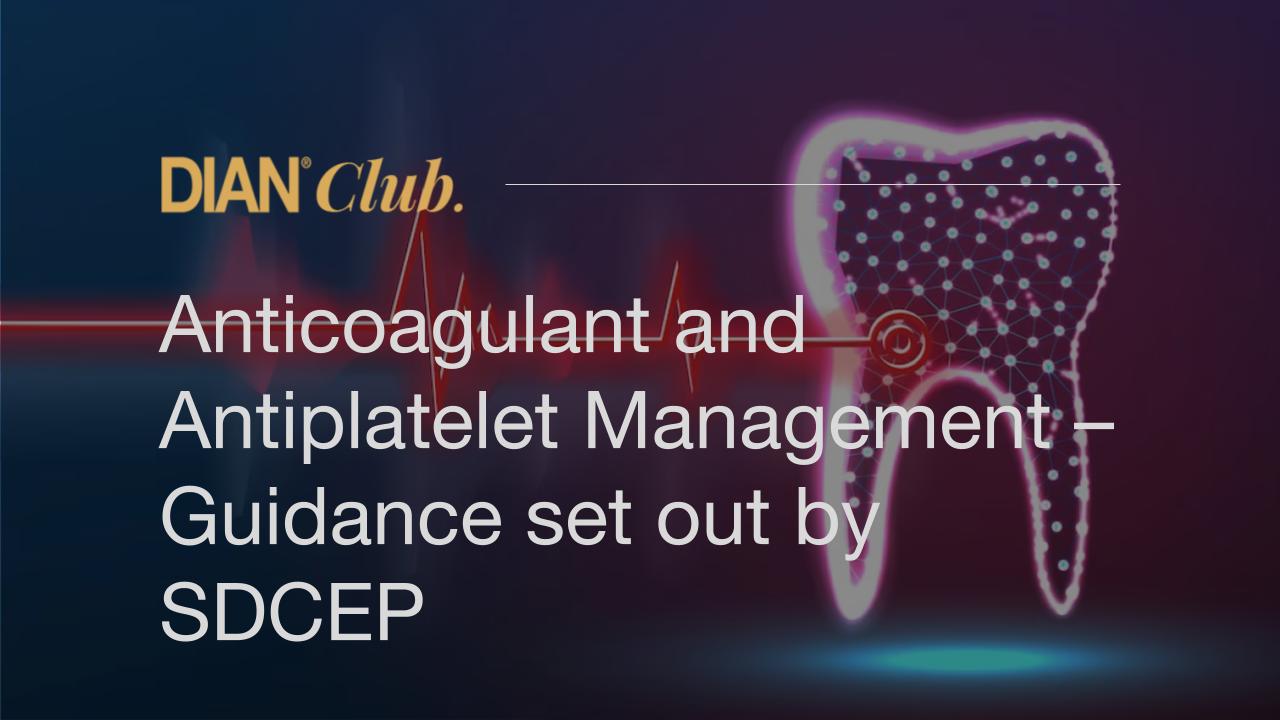 DIAN® Club.
Anticoagulant and
Antiplatelet Management –
Guidance set out by
SDCEP